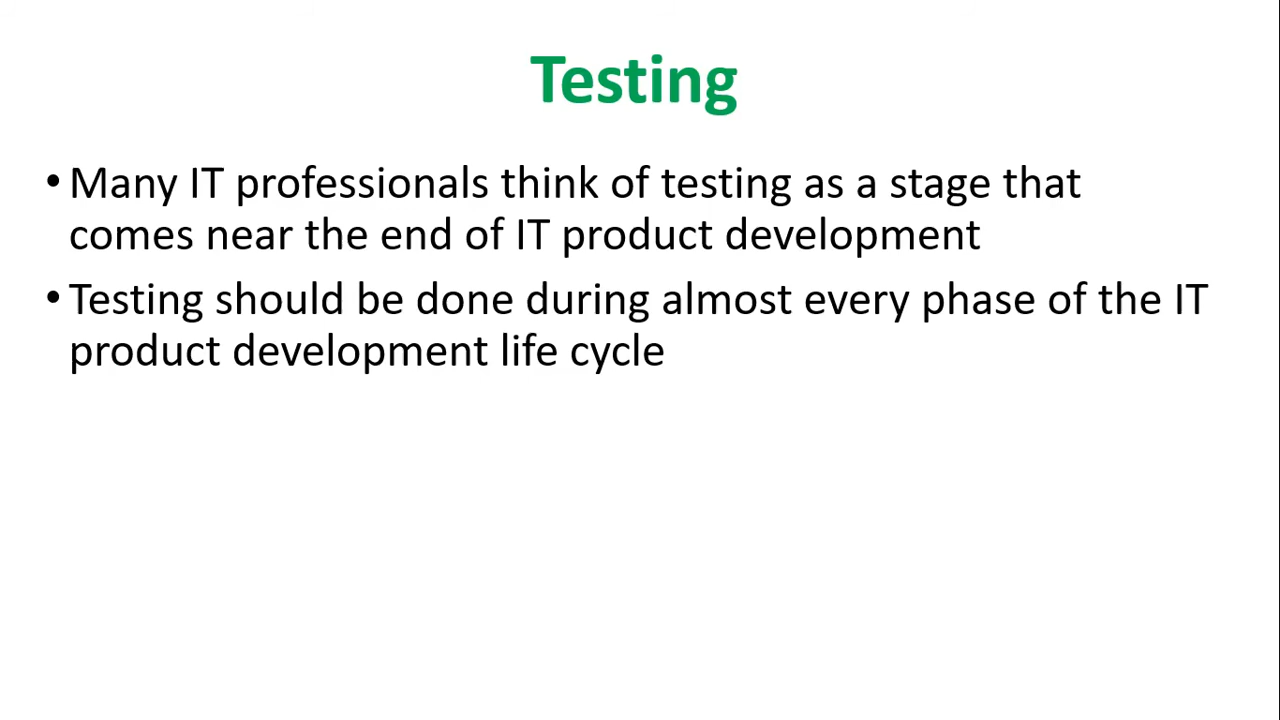 Testing
• Many IT professionals think of testing as a stage that
comes near the end of IT product development
• Testing should be done during almost every phase of the IT
product development life cycle